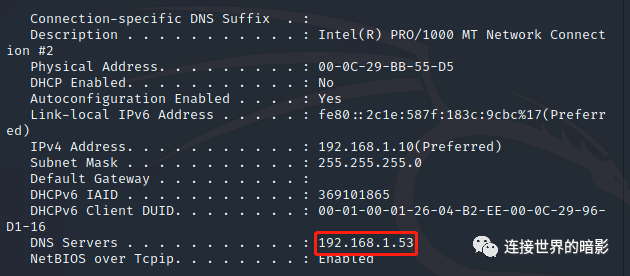 Connection-specific DNS Suffix  . :
Description . . . . . . . . . . . : Intel(R) PRO/1000 MT Network Connect
ion #2
Physical Address. . . . . . . . . : 00-0C-29-BB-55-D5
DHCP Enabled. . . . . . . . . . . : No
Autoconfiguration Enabled . . . . : Yes
Link-local IPv6 Address . . . . . : fe80::2c1e:587f:183c:9cbc%17(Preferr
ed)
IPv4 Address. . . . . . . . . . . : 192.168.1.10(Preferred)
Subnet Mask . . . . . . . . . . . : 255.255.255.0
Default Gateway . . . . . . . . . :
DHCPv6 IAID . . . . . . . . . . . : 369101865
DHCPv6 Client DUID. . . . . . . . : 00-01-00-01-26-04-B2-EE-00-0C-29-96-
D1-16
DNS Servers . . . . . . . . . . . : 192.168.1.53
NetBIOS over Tcpip. . . . . . . . : Enabled
连接世界的暗影